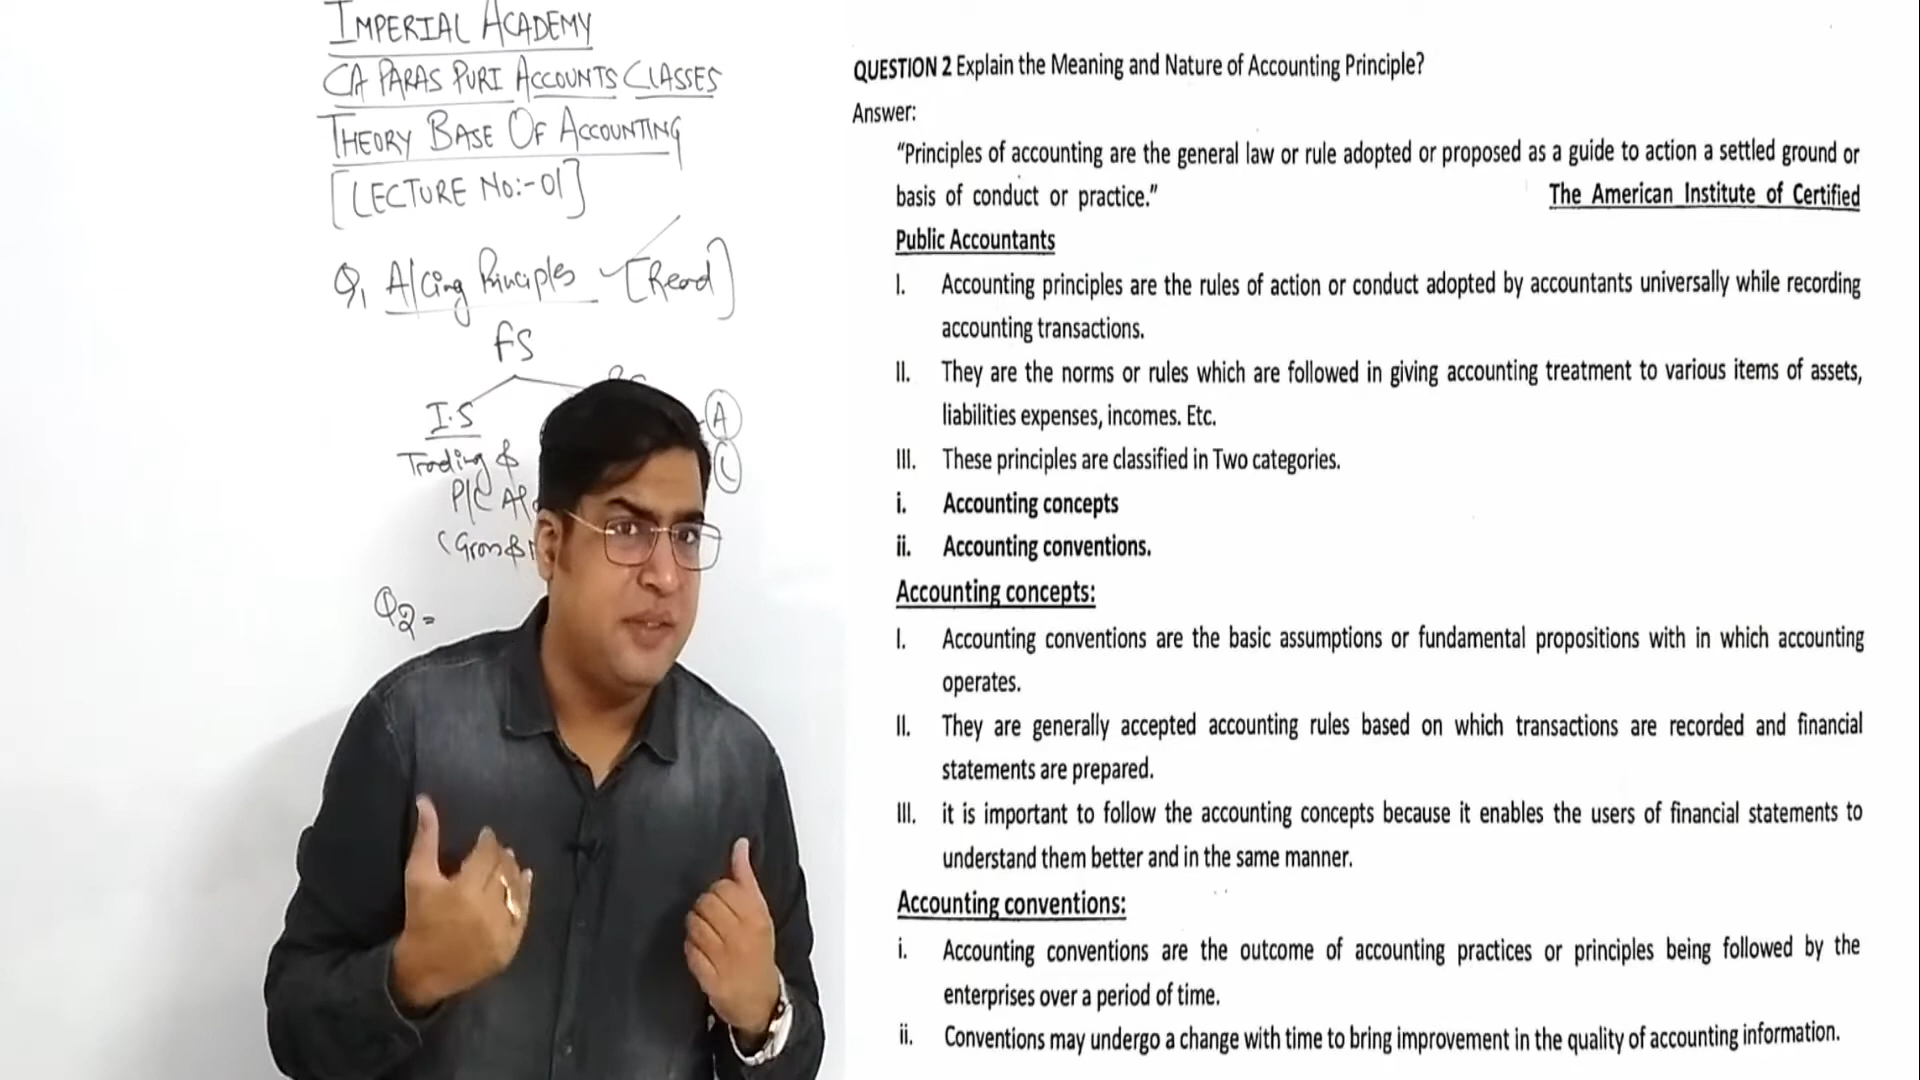 IMPERIAL ACADEMY
CA PARAS PURI ACCOUNTS CLASSES
THEORY BASE OF ACCOUNTING
[LECTURE No:-01]
Q1 A/cing Principles [Read]
FS
I.S
A
L
Trading &
P/L A/c
(Gross &
Q2=
QUESTION 2 Explain the Meaning and Nature of Accounting Principle?
Answer:
“Principles of accounting are the general law or rule adopted or proposed as a guide to action a settled ground or
basis of conduct or practice.” The American Institute of Certified
Public Accountants
I. Accounting principles are the rules of action or conduct adopted by accountants universally while recording
accounting transactions.
II. They are the norms or rules which are followed in giving accounting treatment to various items of assets,
liabilities expenses, incomes. Etc.
III. These principles are classified in Two categories.
i. Accounting concepts
ii. Accounting conventions.
Accounting concepts:
I. Accounting conventions are the basic assumptions or fundamental propositions with in which accounting
operates.
II. They are generally accepted accounting rules based on which transactions are recorded and financial
statements are prepared.
III. it is important to follow the accounting concepts because it enables the users of financial statements to
understand them better and in the same manner.
Accounting conventions:
i. Accounting conventions are the outcome of accounting practices or principles being followed by the
enterprises over a period of time.
ii. Conventions may undergo a change with time to bring improvement in the quality of accounting information.